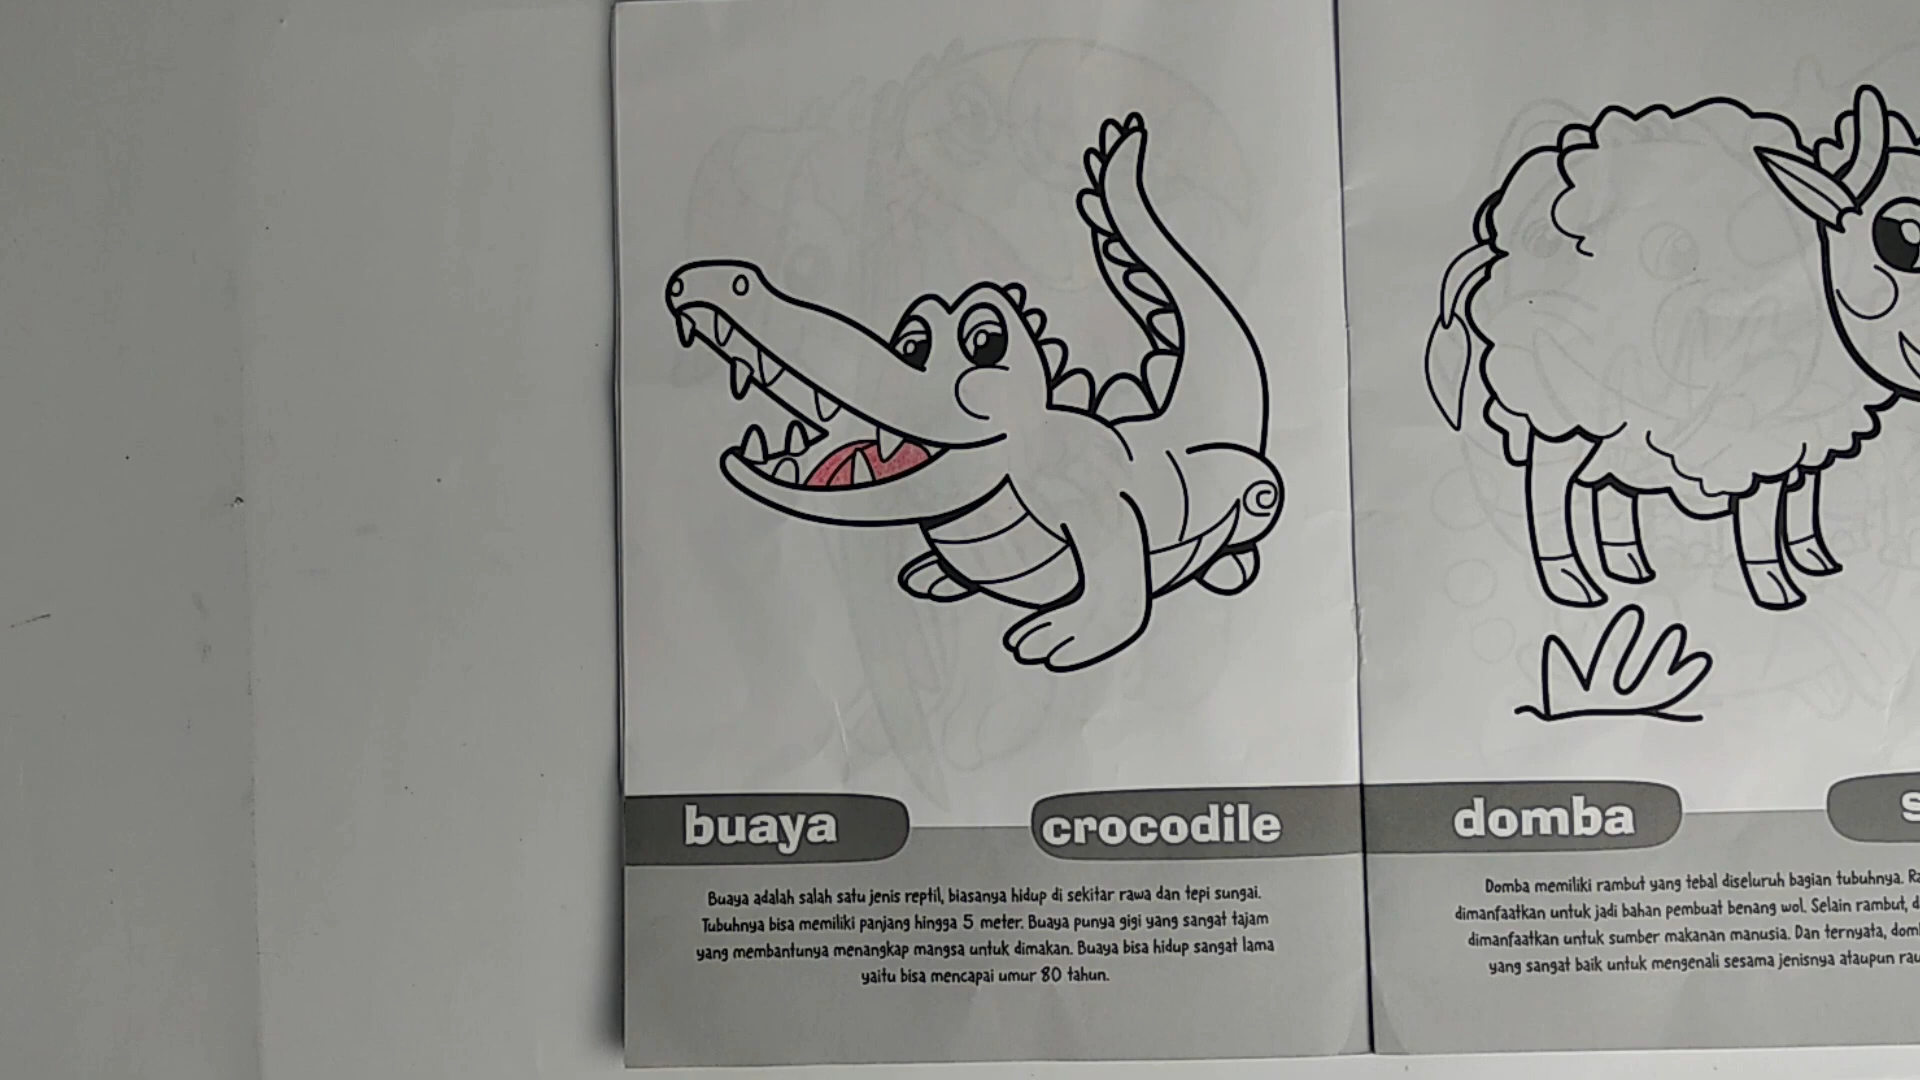 buaya
crocodile
Buaya adalah salah satu jenis reptil, biasanya hidup di sekitar rawa dan tepi sungai.
Tubuhnya bisa memiliki panjang hingga 5 meter. Buaya punya gigi yang sangat tajam
yang membantunya menangkap mangsa untuk dimakan. Buaya bisa hidup sangat lama
yaitu bisa mencapai umur 80 tahun.
domba
Domba memiliki rambut yang tebal diseluruh bagian tubuhnya.
dimanfaatkan untuk jadi bahan pembuat benang wol. Selain rambut,
dimanfaatkan untuk sumber makanan manusia. Dan ternyata,
yang sangat baik untuk mengenali sesama jenisnya ataupun